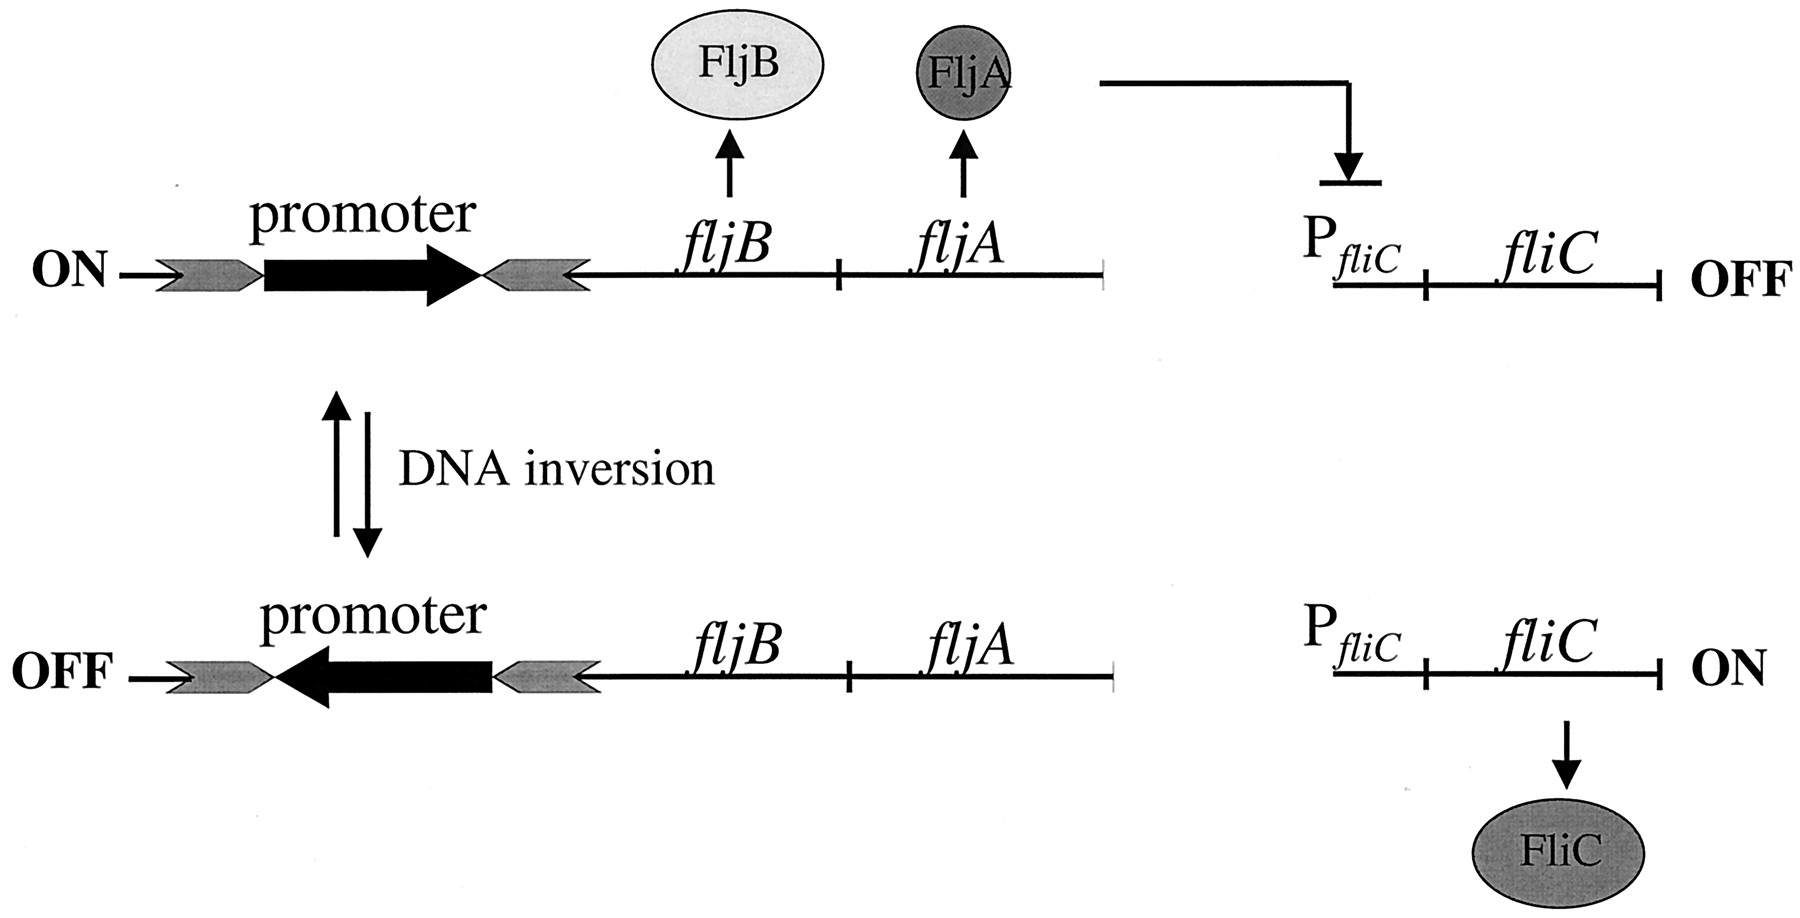 FljB
FljA
promoter
ON
fljB
fljA
PfliC
fliC
OFF
DNA inversion
promoter
OFF
fljB
fljA
PfliC
fliC
ON
FliC